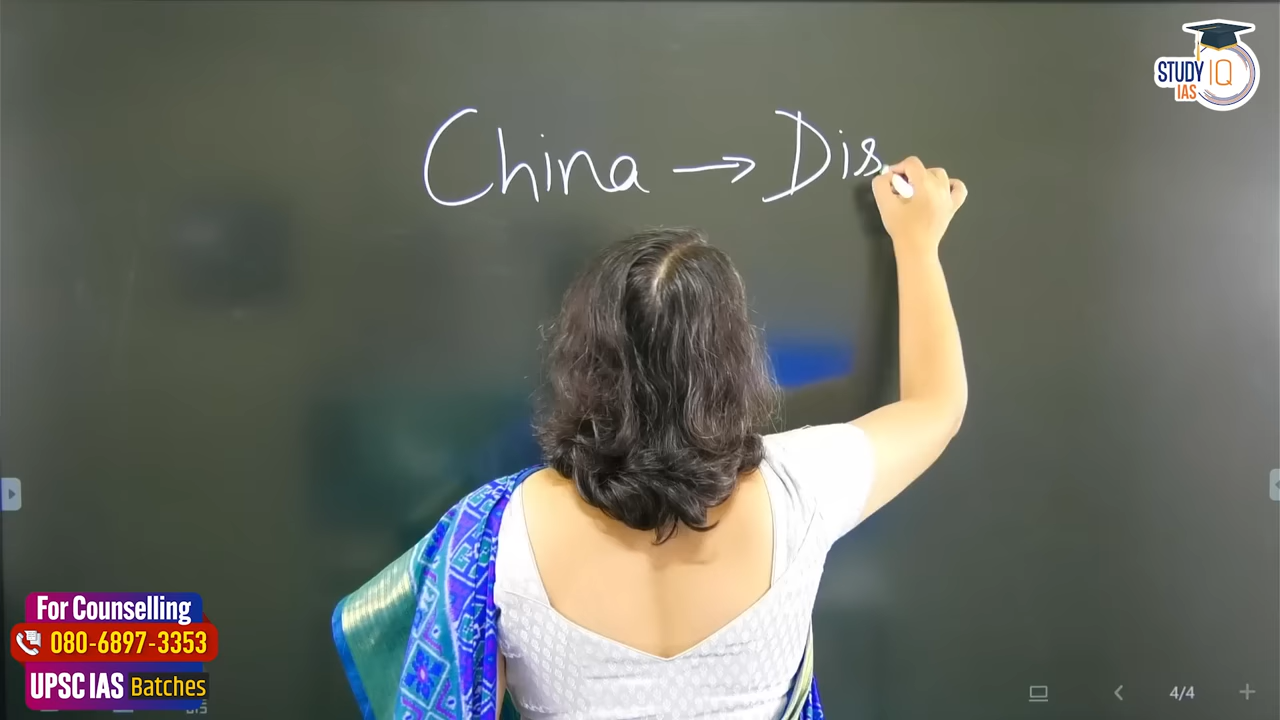 China → Dis
STUDY IQ
IAS
For Counselling
080-6897-3353
UPSC IAS Batches
4/4